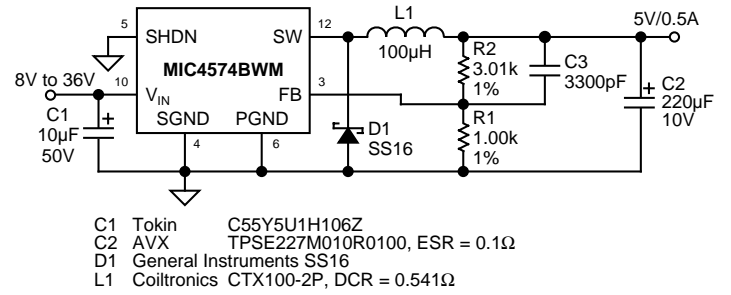 L1
100µH
5V/0.5A
5
SHDN
SW
12
MIC4574BWM
8V to 36V
10
VIN
FB
3
SGND
PGND
4
6
C1
10µF
50V
+
D1
SS16
R2
3.01k
1%
R1
1.00k
1%
C3
3300pF
+
C2
220µF
10V
C1 Tokin C55Y5U1H106Z
C2 AVX TPSE227M010R0100, ESR = 0.1Ω
D1 General Instruments SS16
L1 Coiltronics CTX100-2P, DCR = 0.541Ω